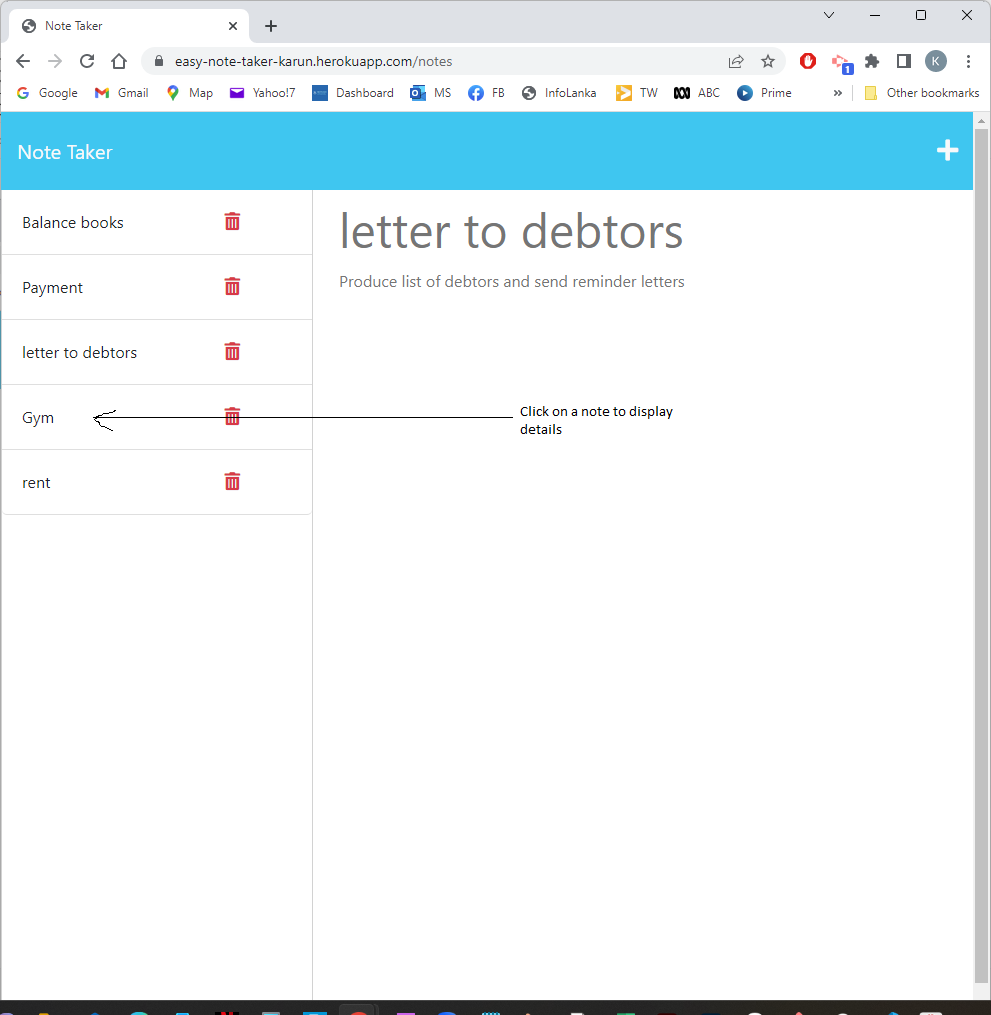 Note Taker
easy-note-taker-karun.herokuapp.com/notes
1
K
Google Gmail Map Yahoo!7 Dashboard MS FB InfoLanka TW ABC Prime » Other bookmarks
Note Taker
Balance books
Payment
letter to debtors
Gym
rent
letter to debtors
Produce list of debtors and send reminder letters
Click on a note to display
details